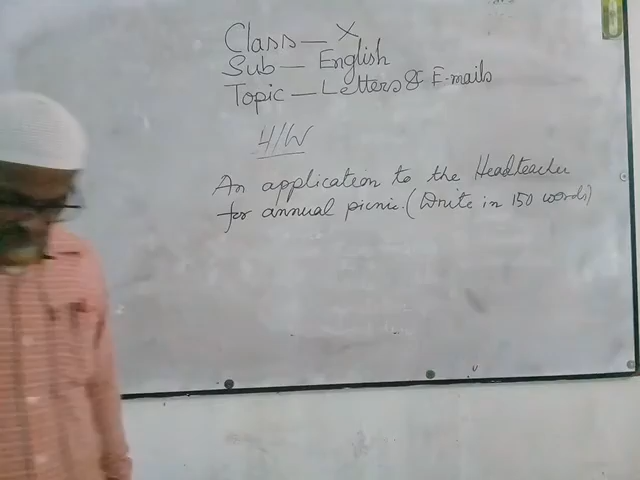 Class — X
Sub — English
Topic — Letters & E-mails
H/W
An application to the Headteacher
for annual picnic. (Write in 150 words)